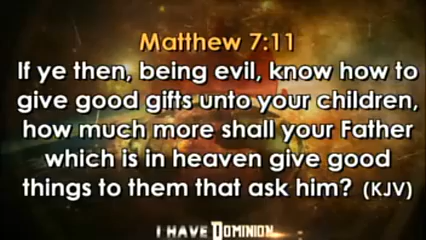 Matthew 7:11
If ye then, being evil, know how to
give good gifts unto your children,
how much more shall your Father
which is in heaven give good
things to them that ask him? (KJV)
I HAVE DOMINION